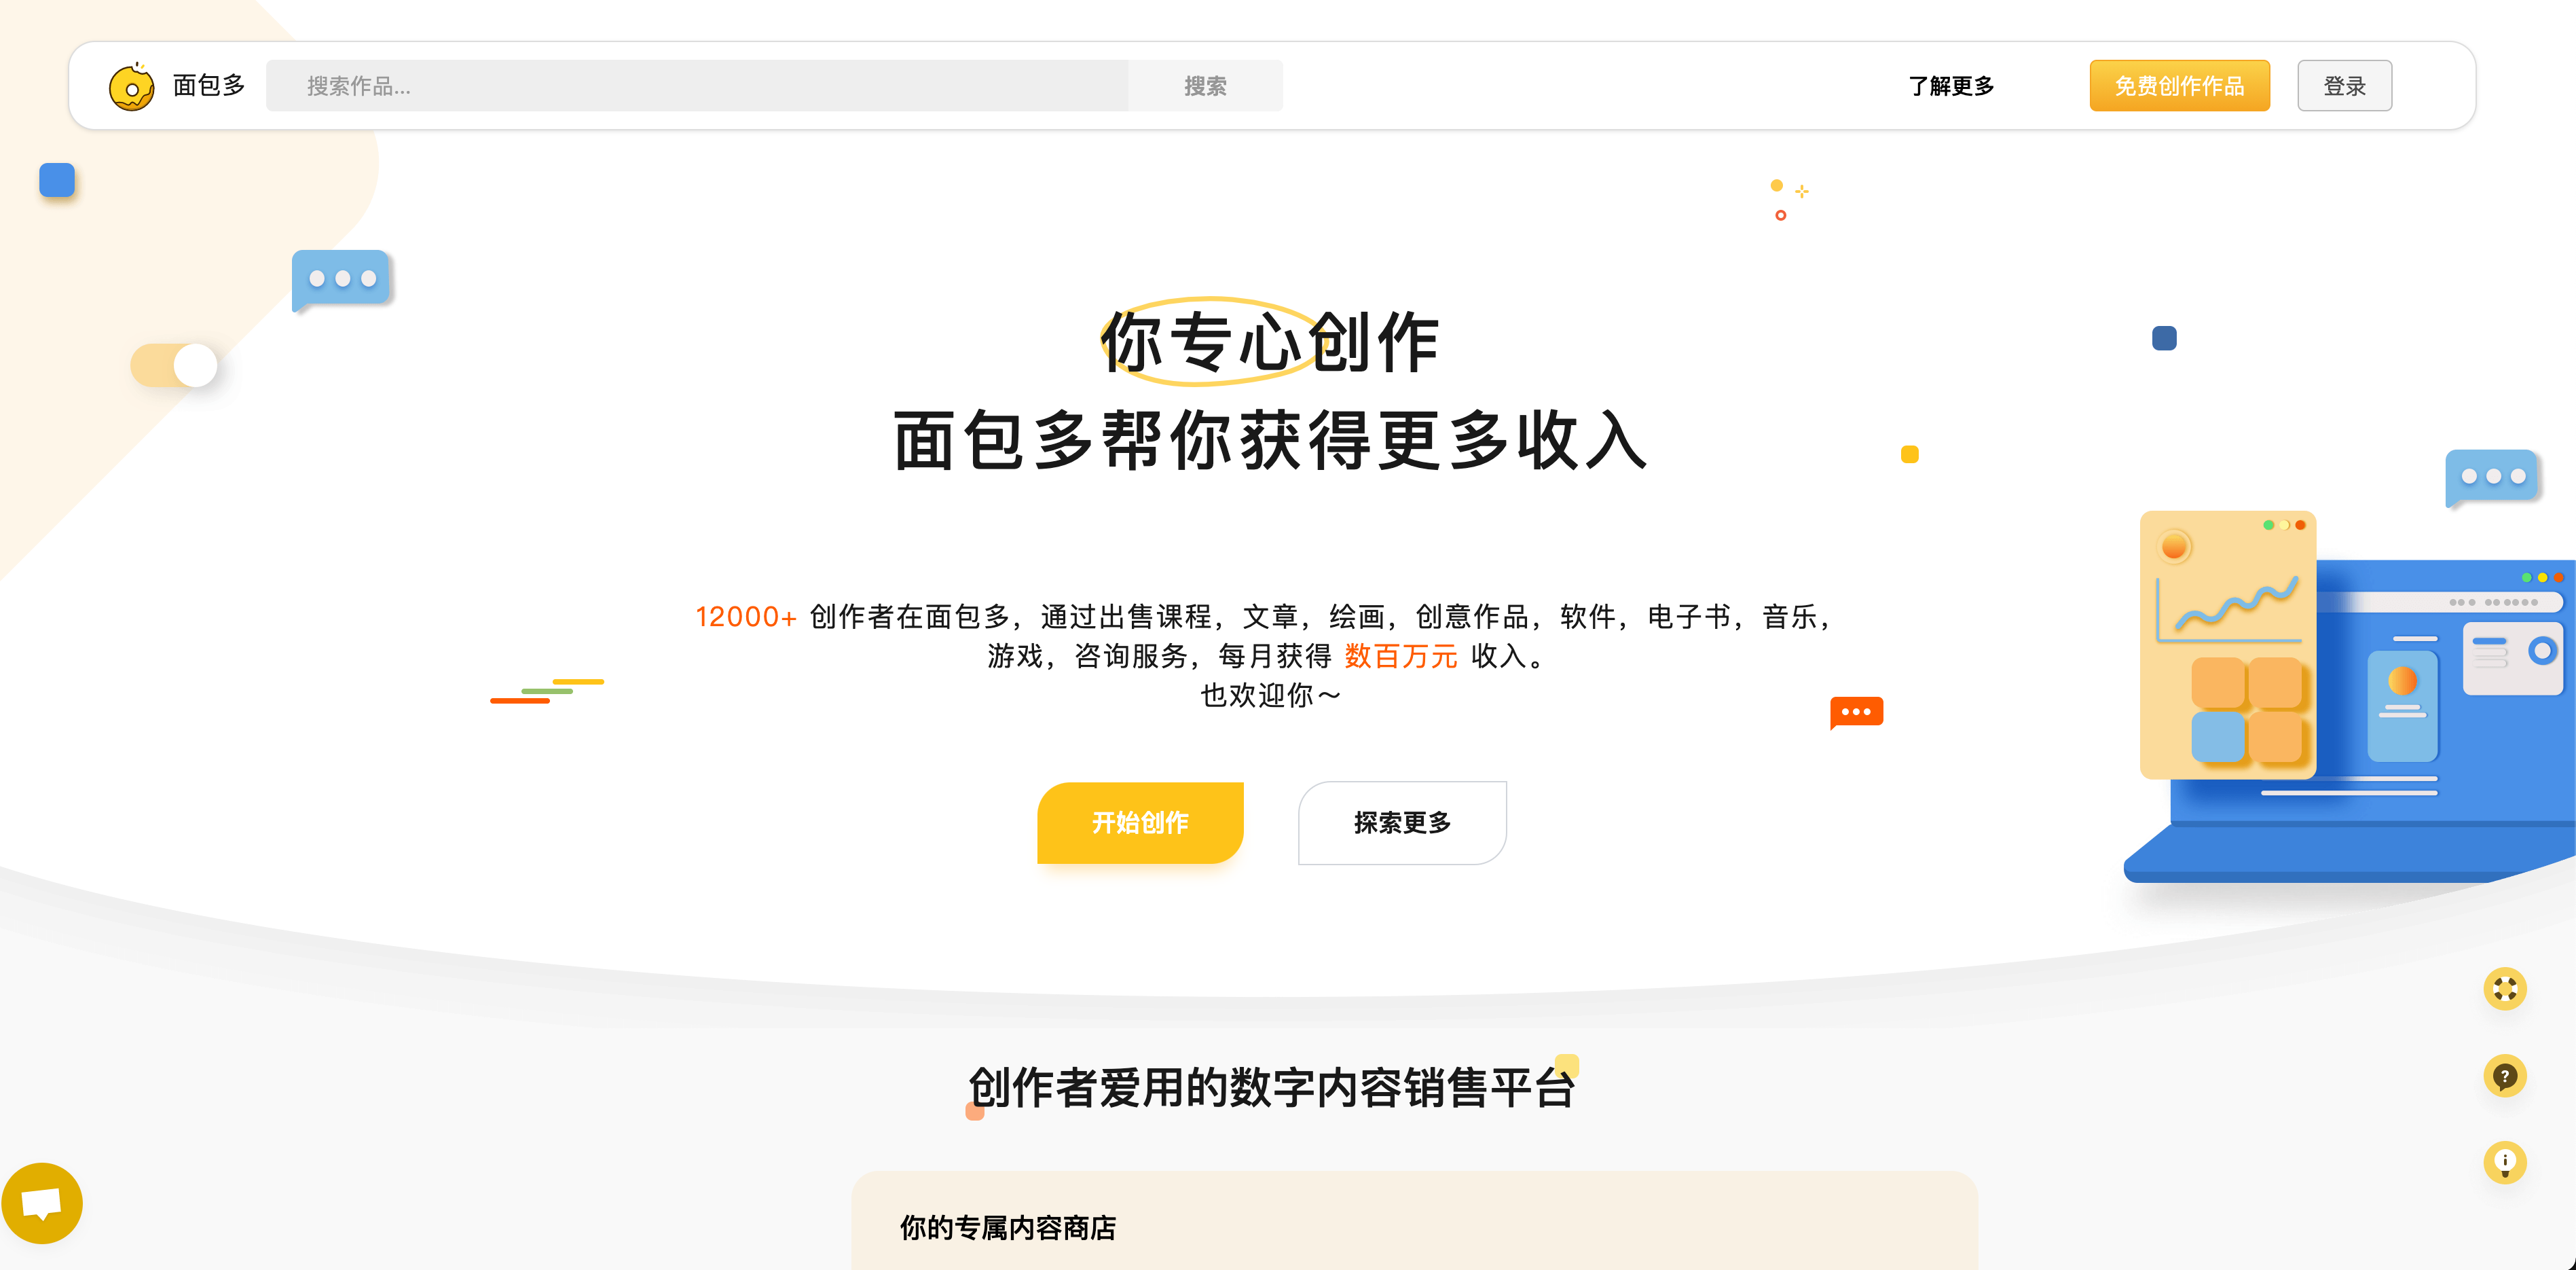 面包多
搜索作品...
搜索
了解更多
免费创作作品
登录
你专心创作
面包多帮你获得更多收入
12000+ 创作者在面包多，通过出售课程，文章，绘画，创意作品，软件，电子书，音乐，
游戏，咨询服务，每月获得 数百万元 收入。
也欢迎你～
开始创作
探索更多
创作者爱用的数字内容销售平台
你的专属内容商店